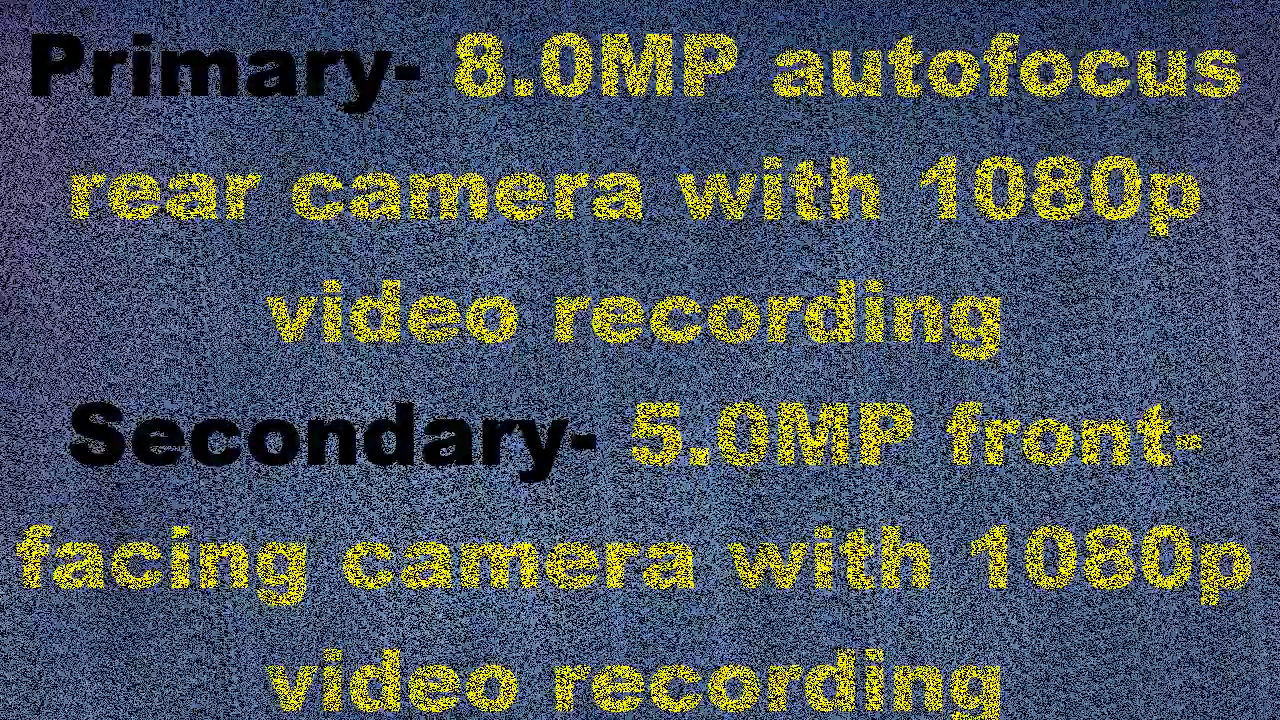 Primary- 8.0MP autofocus
rear camera with 1080p
video recording
Secondary- 5.0MP front-
facing camera with 1080p
video recording